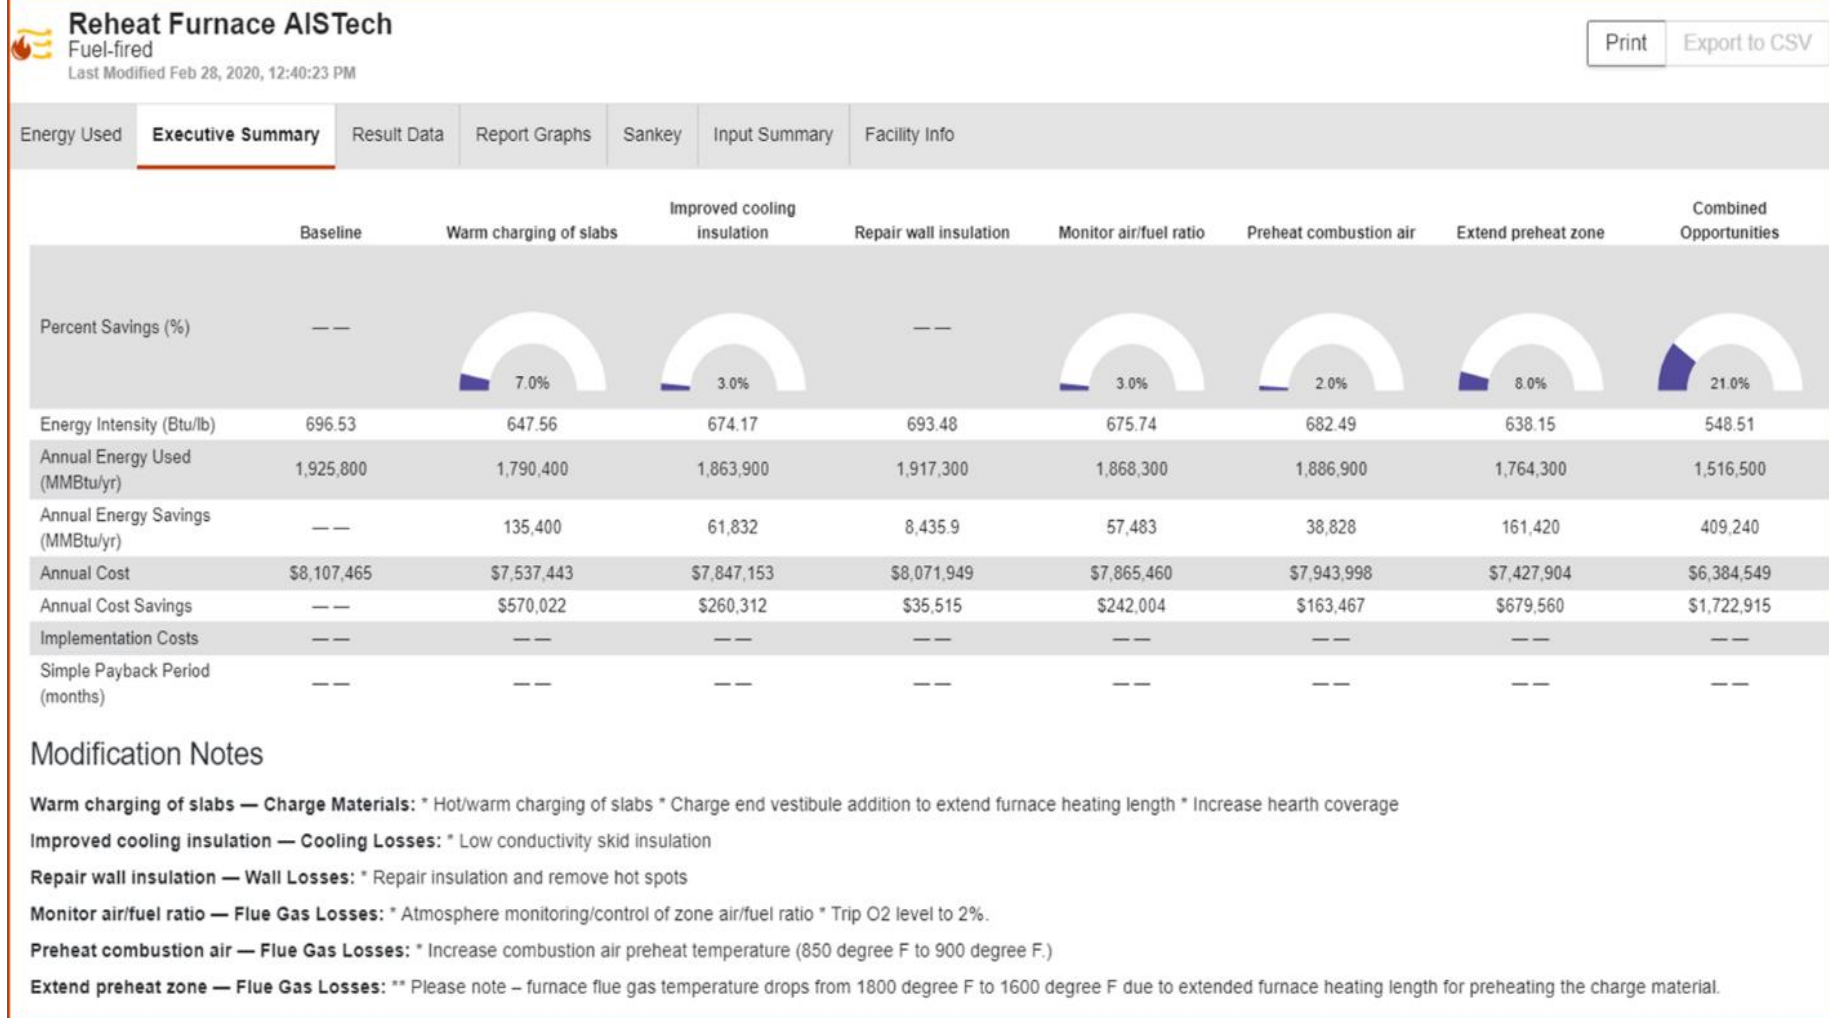 Reheat Furnace AISTech
Fuel-fired
Last Modified Feb 28, 2020, 12:40:23 PM
Print Export to CSV
Energy Used Executive Summary Result Data Report Graphs Sankey Input Summary Facility Info
Baseline Warm charging of slabs Improved cooling insulation Repair wall insulation Monitor air/fuel ratio Preheat combustion air Extend preheat zone Combined Opportunities
Percent Savings (%) — — 7.0% 3.0% — — 3.0% 2.0% 8.0% 21.0%
Energy Intensity (Btu/lb) 696.53 647.56 674.17 693.48 675.74 682.49 638.15 548.51
Annual Energy Used (MMBtu/yr) 1,925,800 1,790,400 1,863,900 1,917,300 1,868,300 1,886,900 1,764,300 1,516,500
Annual Energy Savings (MMBtu/yr) — — 135,400 61,832 8,435.9 57,483 38,828 161,420 409,240
Annual Cost $8,107,465 $7,537,443 $7,847,153 $8,071,949 $7,865,460 $7,943,998 $7,427,904 $6,384,549
Annual Cost Savings — — $570,022 $260,312 $35,515 $242,004 $163,467 $679,560 $1,722,915
Implementation Costs — — — — — — — — — — — — — — — —
Simple Payback Period (months) — — — — — — — — — — — — — — — —
Modification Notes
Warm charging of slabs — Charge Materials: * Hot/warm charging of slabs * Charge end vestibule addition to extend furnace heating length * Increase hearth coverage
Improved cooling insulation — Cooling Losses: * Low conductivity skid insulation
Repair wall insulation — Wall Losses: * Repair insulation and remove hot spots
Monitor air/fuel ratio — Flue Gas Losses: * Atmosphere monitoring/control of zone air/fuel ratio * Trip O2 level to 2%.
Preheat combustion air — Flue Gas Losses: * Increase combustion air preheat temperature (850 degree F to 900 degree F.)
Extend preheat zone — Flue Gas Losses: ** Please note – furnace flue gas temperature drops from 1800 degree F to 1600 degree F due to extended furnace heating length for preheating the charge material.